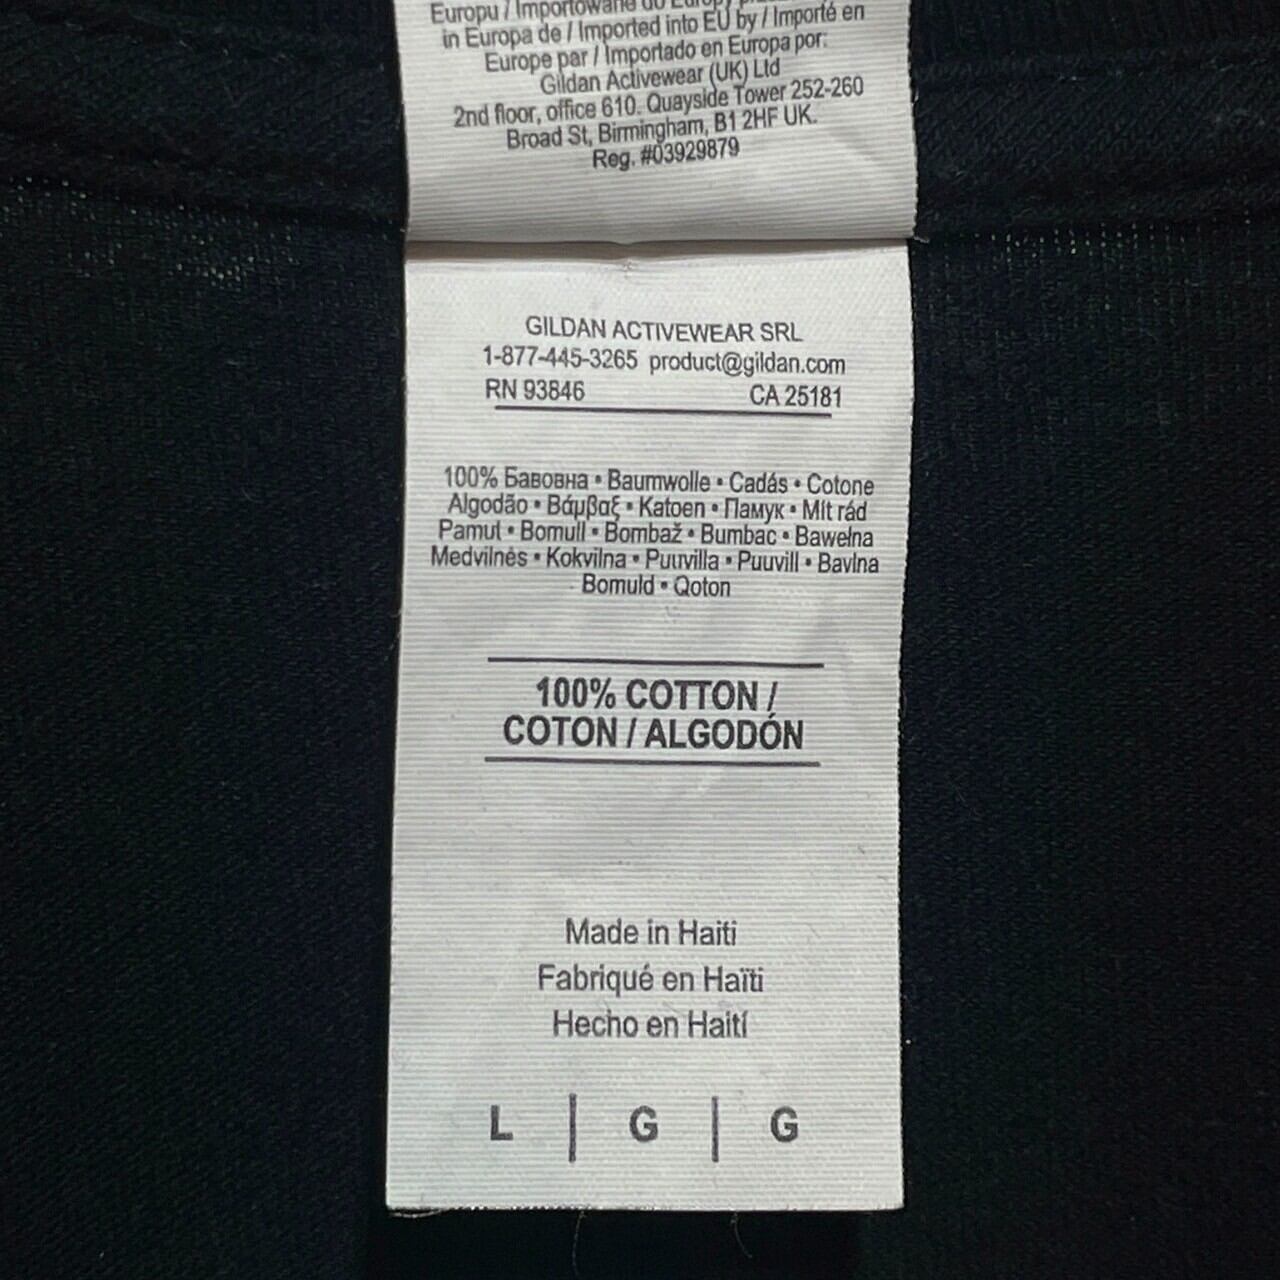 Europu / Importowane do Europy
in Europa de / Imported into EU by / Importé en
Europe par / Importado en Europa por:
Gildan Activewear (UK) Ltd
2nd floor, office 610. Quayside Tower 252-260
Broad St, Birmingham, B1 2HF UK.
Reg. #03929879
GILDAN ACTIVEWEAR SRL
1-877-445-3265 product@gildan.com
RN 93846 CA 25181
100% Бавовна • Baumwolle • Cadás • Cotone
Algodão • Βάμβαξ • Katoen • Памук • Mít rád
Pamut • Bomull • Bombaž • Bumbac • Bawełna
Medvilnės • Kokvilna • Puuvilla • Puuvill • Bavlna
Bomuld • Qoton
100% COTTON /
COTON / ALGODÓN
Made in Haiti
Fabriqué en Haïti
Hecho en Haití
L | G | G